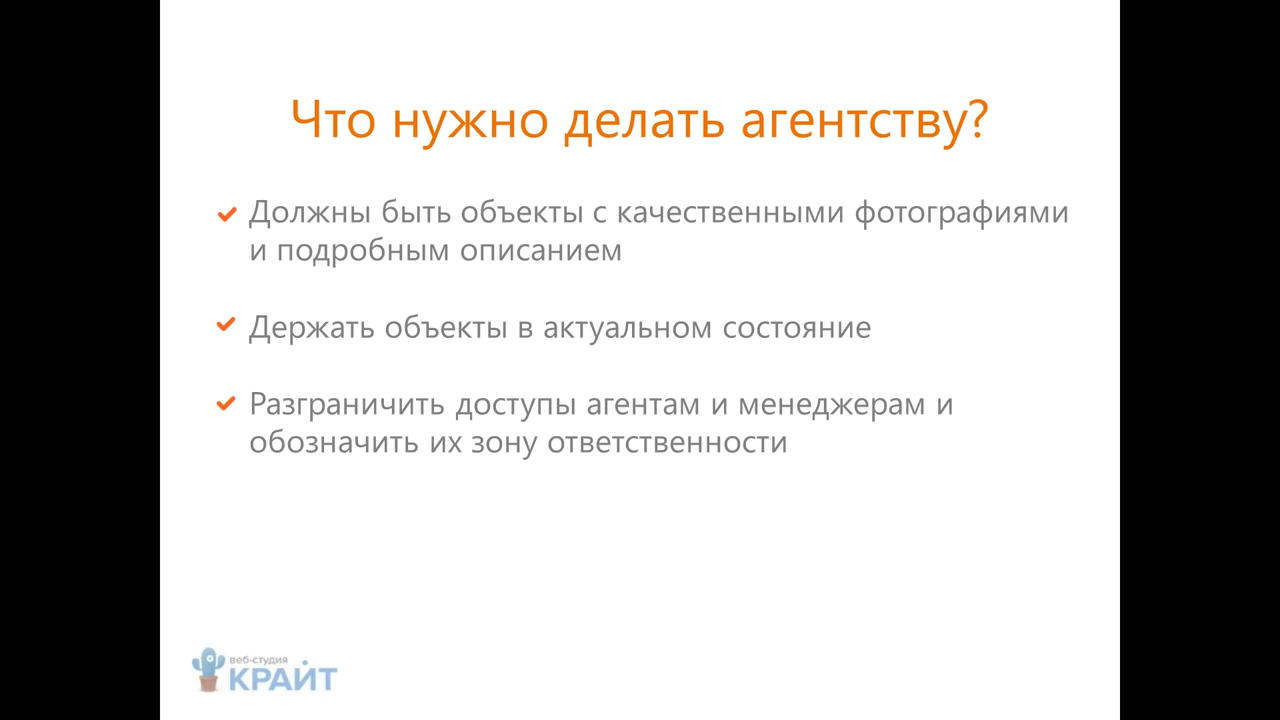 Что нужно делать агентству?
Должны быть объекты с качественными фотографиями
и подробным описанием
Держать объекты в актуальном состояние
Разграничить доступы агентам и менеджерам и
обозначить их зону ответственности
веб-студия
КРАЙТ